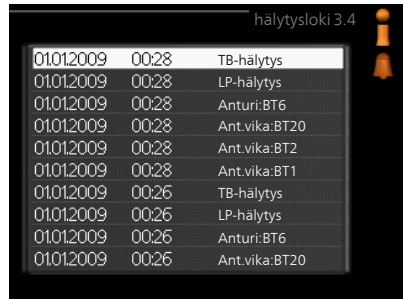 hälytysloki 3.4
01.01.2009 00:28 TB-hälytys
01.01.2009 00:28 LP-hälytys
01.01.2009 00:28 Anturi:BT6
01.01.2009 00:28 Ant.vika:BT20
01.01.2009 00:28 Ant.vika:BT2
01.01.2009 00:28 Ant.vika:BT1
01.01.2009 00:26 TB-hälytys
01.01.2009 00:26 LP-hälytys
01.01.2009 00:26 Anturi:BT6
01.01.2009 00:26 Ant.vika:BT20